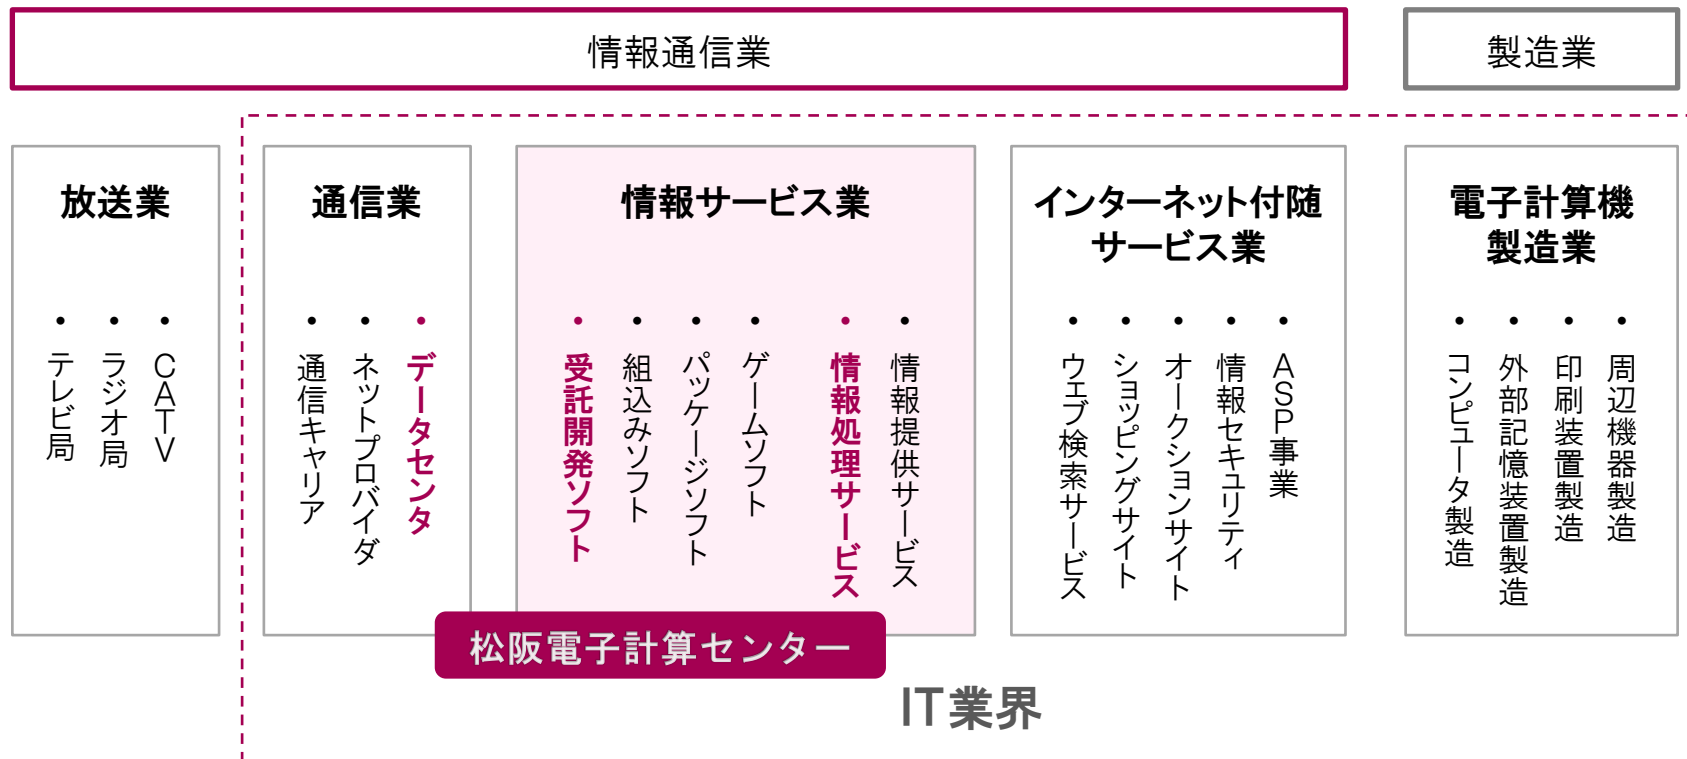 情報通信業
製造業
放送業
・テレビ局
・ラジオ局
・CATV
通信業
・通信キャリア
・ネットプロバイダ
・データセンタ
情報サービス業
・受託開発ソフト
・組込みソフト
・パッケージソフト
・ゲームソフト
・情報処理サービス
・情報提供サービス
インターネット付随
サービス業
・ウェブ検索サービス
・ショッピングサイト
・オークションサイト
・情報セキュリティ
・ASP事業
電子計算機
製造業
・コンピュータ製造
・外部記憶装置製造
・印刷装置製造
・周辺機器製造
松阪電子計算センター
IT業界